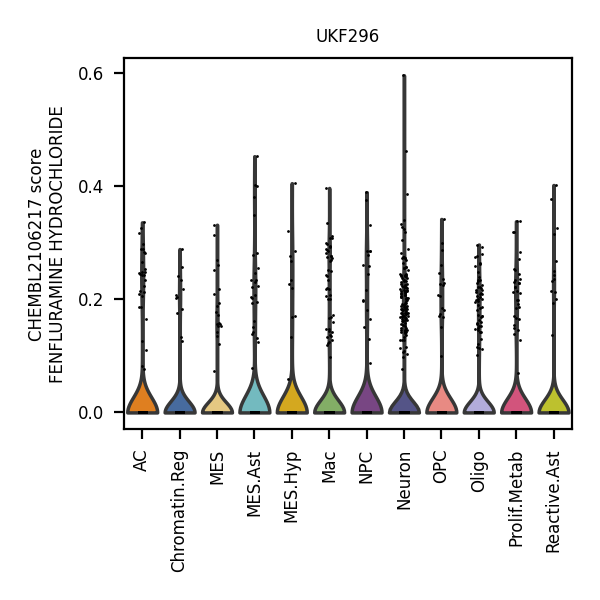 UKF296
CHEMBL2106217 score
FENFLURAMINE HYDROCHLORIDE
0.6
0.4
0.2
0.0
AC
Chromatin.Reg
MES
MES.Ast
MES.Hyp
Mac
NPC
Neuron
OPC
Oligo
Prolif.Metab
Reactive.Ast